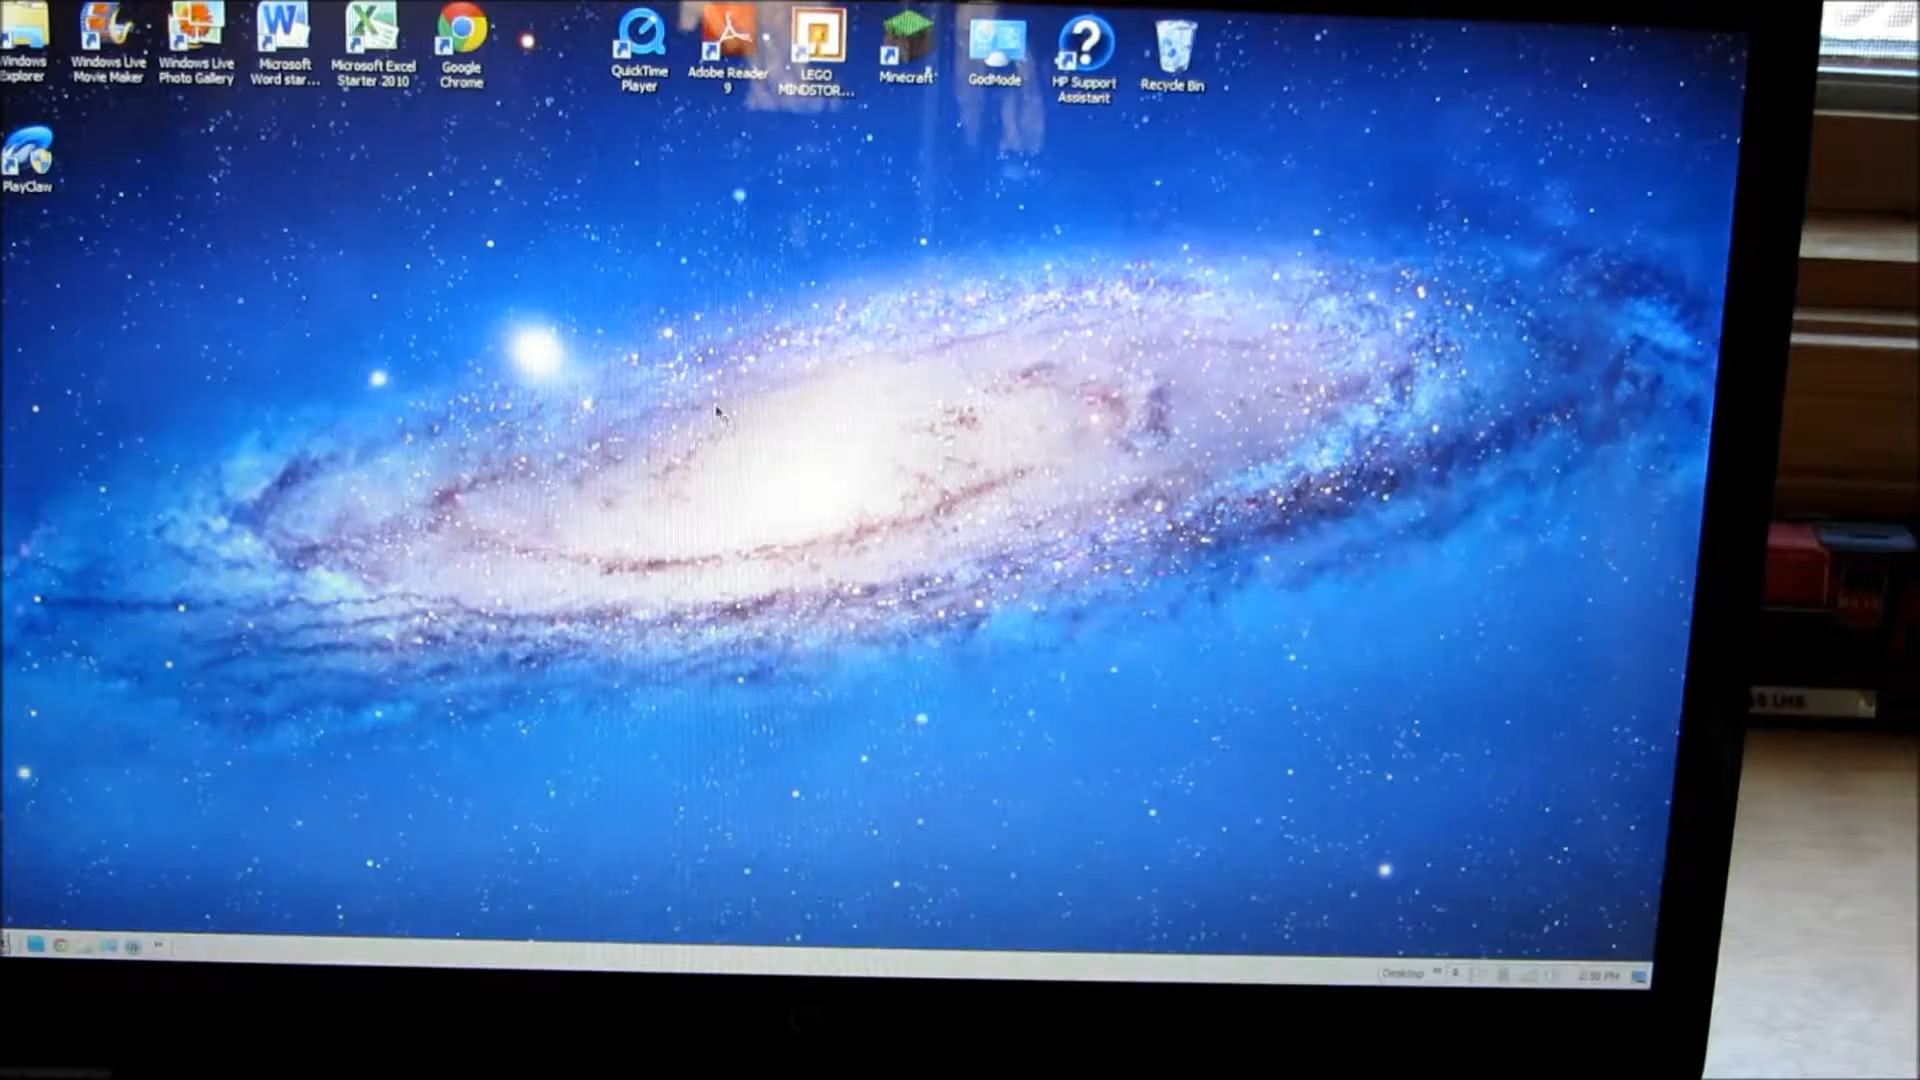 Windows
Explorer
Windows Live
Movie Maker
Windows Live
Photo Gallery
Microsoft
Word star...
Microsoft Excel
Starter 2010
Google
Chrome
QuickTime
Player
Adobe Reader
9
LEGO
MINDSTOR...
Minecraft
GodMode
HP Support
Assistant
Recycle Bin
PlayClaw
Desktop
PM